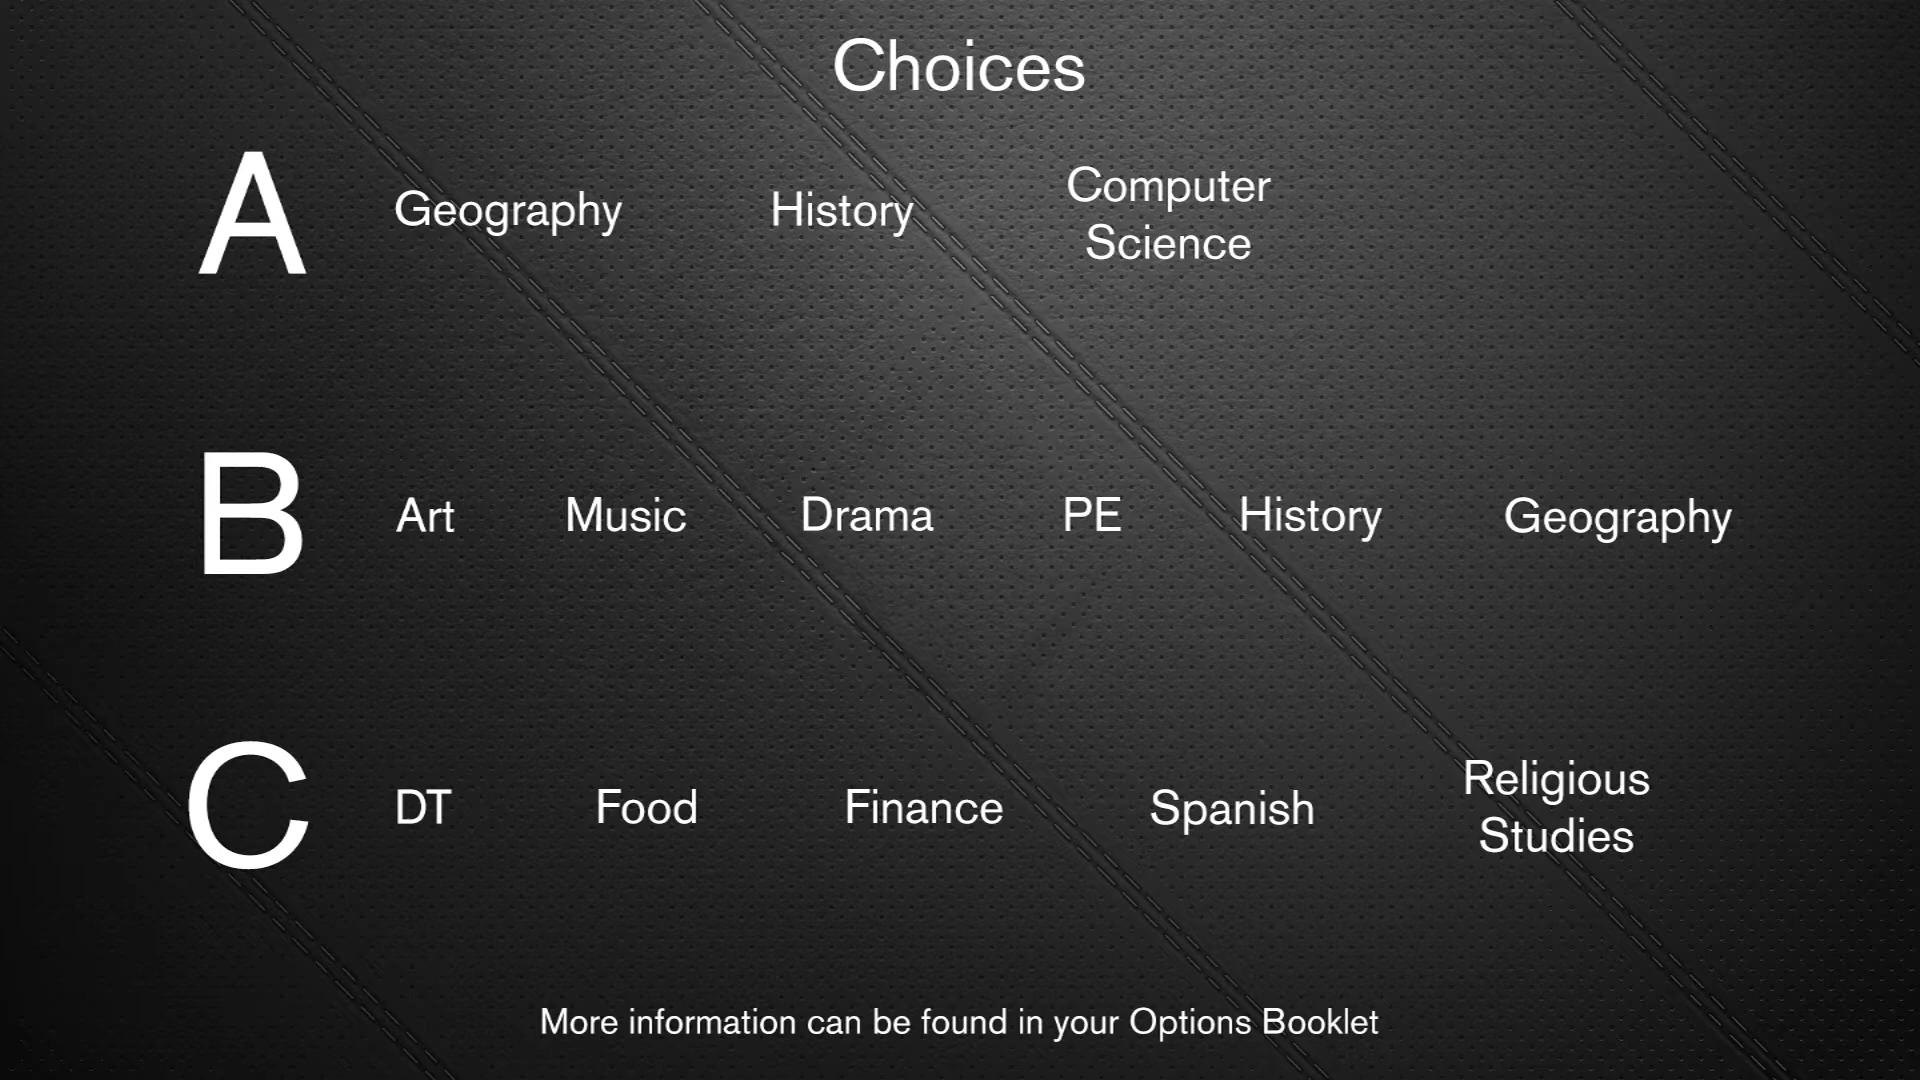 Choices
A
Geography History Computer Science
B
Art Music Drama PE History Geography
C
DT Food Finance Spanish Religious Studies
More information can be found in your Options Booklet